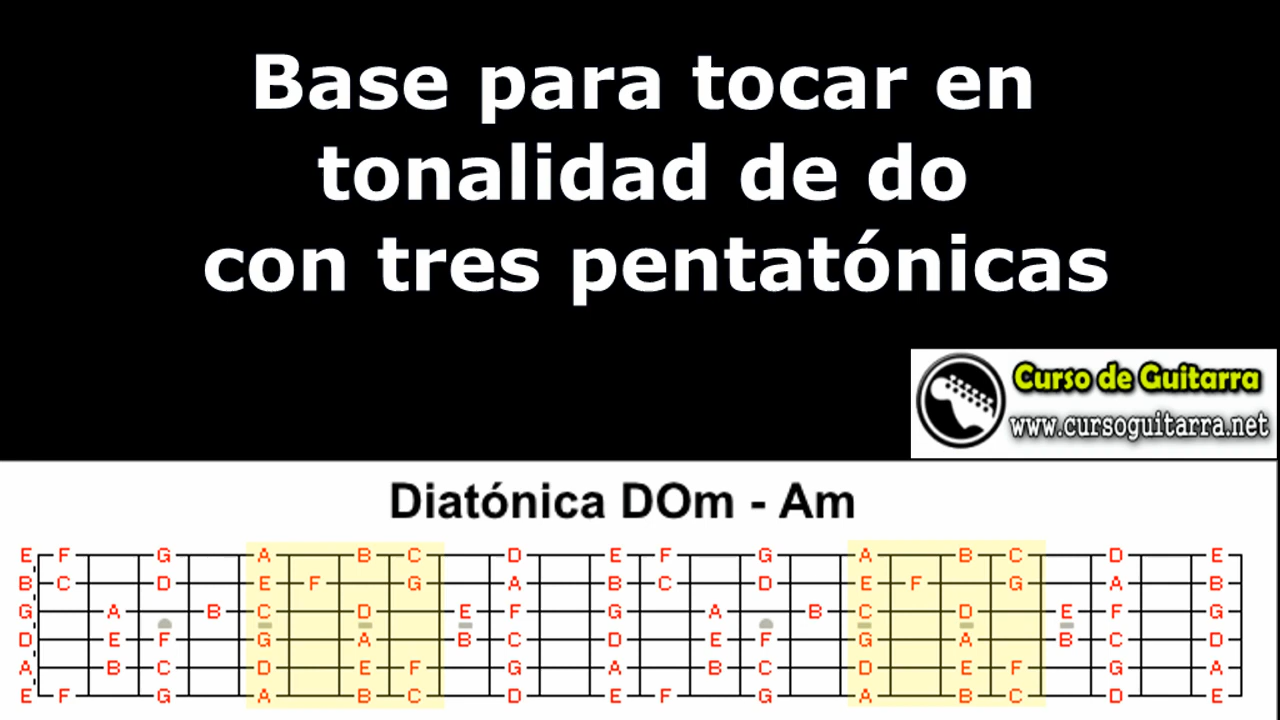 Base para tocar en
tonalidad de do
con tres pentatónicas
Curso de Guitarra
www.cursoguitarra.net
Diatónica DOm - Am
E F G A B C D E F G A B C D E
B C D E F G A B C D E F G A B
G A B C D E F G A B C D E F G
D E F G A B C D E F G A B C D
A B C D E F G A B C D E F G A
E F G A B C D E F G A B C D E